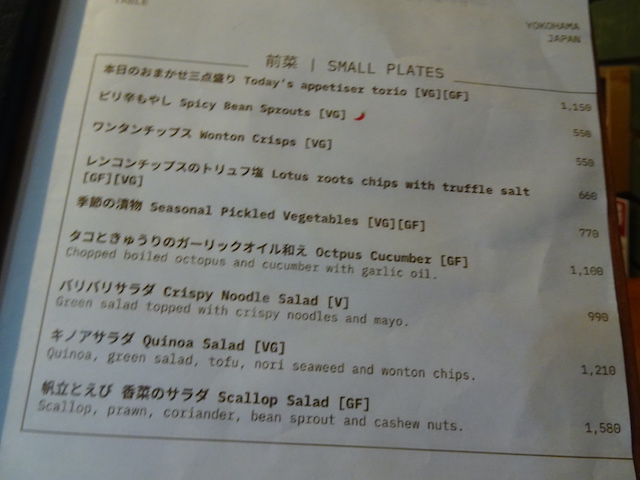 TABLE
YOKOHAMA
JAPAN
前菜 | SMALL PLATES
本日のおまかせ三点盛り Today's appetiser torio [VG][GF] 1,150
ピリ辛もやし Spicy Bean Sprouts [VG] 550
ワンタンチップス Wonton Crisps [VG] 550
レンコンチップスのトリュフ塩 Lotus roots chips with truffle salt
[GF][VG] 660
季節の漬物 Seasonal Pickled Vegetables [VG][GF] 770
タコときゅうりのガーリックオイル和え Octpus Cucumber [GF] 1,100
Chopped boiled octopus and cucumber with garlic oil.
パリパリサラダ Crispy Noodle Salad [V] 990
Green salad topped with crispy noodles and mayo.
キノアサラダ Quinoa Salad [VG] 1,210
Quinoa, green salad, tofu, nori seaweed and wonton chips.
帆立とえび 香菜のサラダ Scallop Salad [GF] 1,580
Scallop, prawn, coriander, bean sprout and cashew nuts.